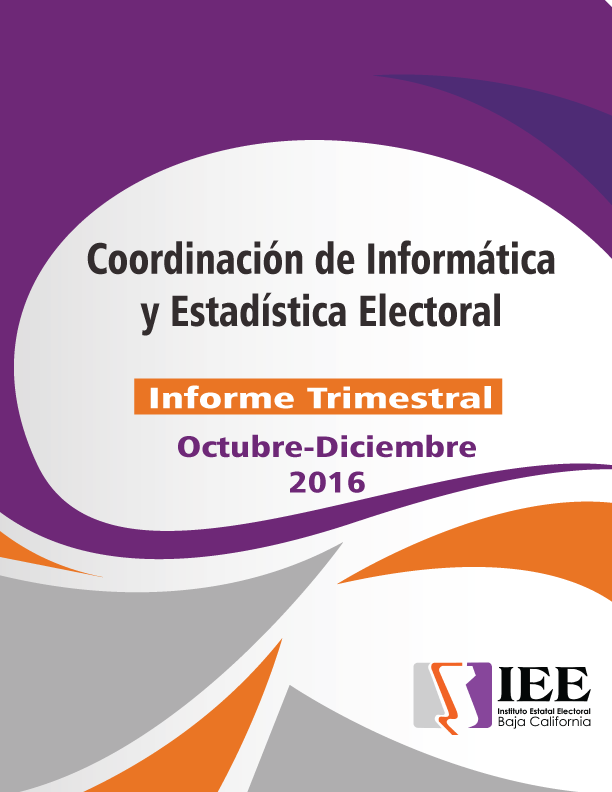 Coordinación de Informática
y Estadística Electoral
Informe Trimestral
Octubre-Diciembre
2016
IEE
Instituto Estatal Electoral
Baja California